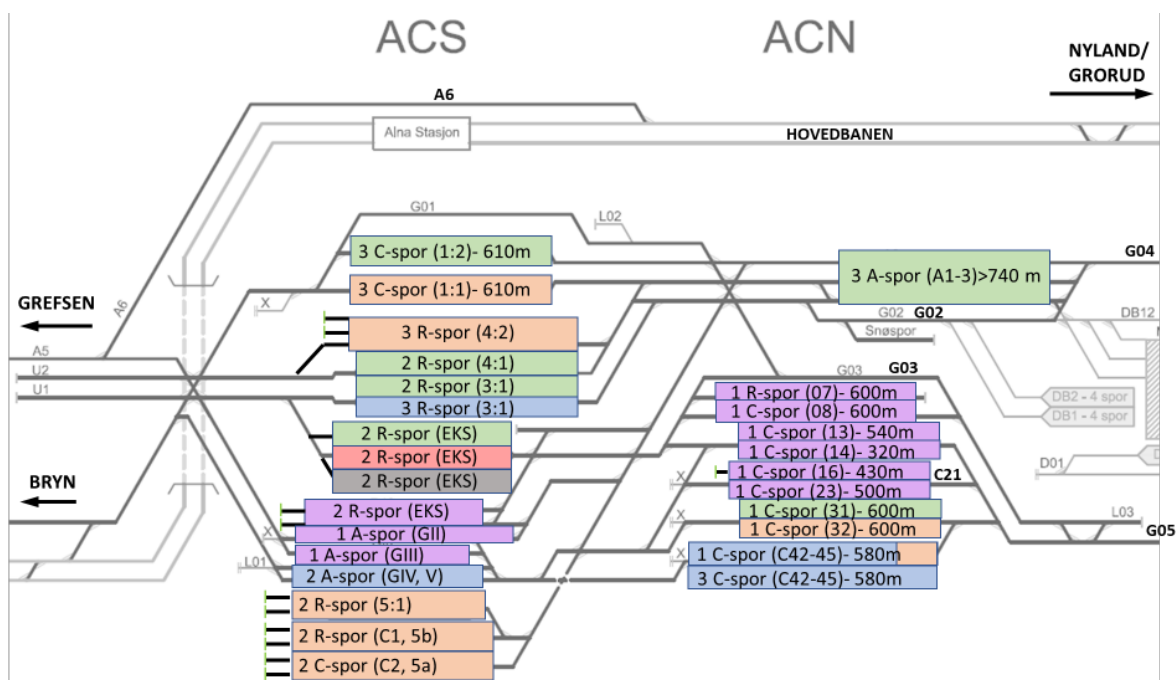 ACS
ACN
NYLAND/
GRORUD
A6
Alna Stasjon
HOVEDBANEN
G01
L02
3 C-spor (1:2)- 610m
3 A-spor (A1-3)>740 m
G04
GREFSEN
A6
X
3 C-spor (1:1)- 610m
G02
G02
DB12
3 R-spor (4:2)
Snøspor
A5
2 R-spor (4:1)
U2
G03
G03
2 R-spor (3:1)
U1
3 R-spor (3:1)
1 R-spor (07)- 600m
DB2 - 4 spor
1 C-spor (08)- 600m
DB1 - 4 spor
2 R-spor (EKS)
1 C-spor (13)- 540m
2 R-spor (EKS)
1 C-spor (14)- 320m
D
BRYN
2 R-spor (EKS)
X
1 C-spor (16)- 430m
C21
D01
1 C-spor (23)- 500m
2 R-spor (EKS)
1 C-spor (31)- 600m
X
1 A-spor (GII)
X
1 C-spor (32)- 600m
L03
G05
1 A-spor (GIII)
X
1 C-spor (C42-45)- 580m
L01
2 A-spor (GIV, V)
3 C-spor (C42-45)- 580m
2 R-spor (5:1)
2 R-spor (C1, 5b)
2 C-spor (C2, 5a)